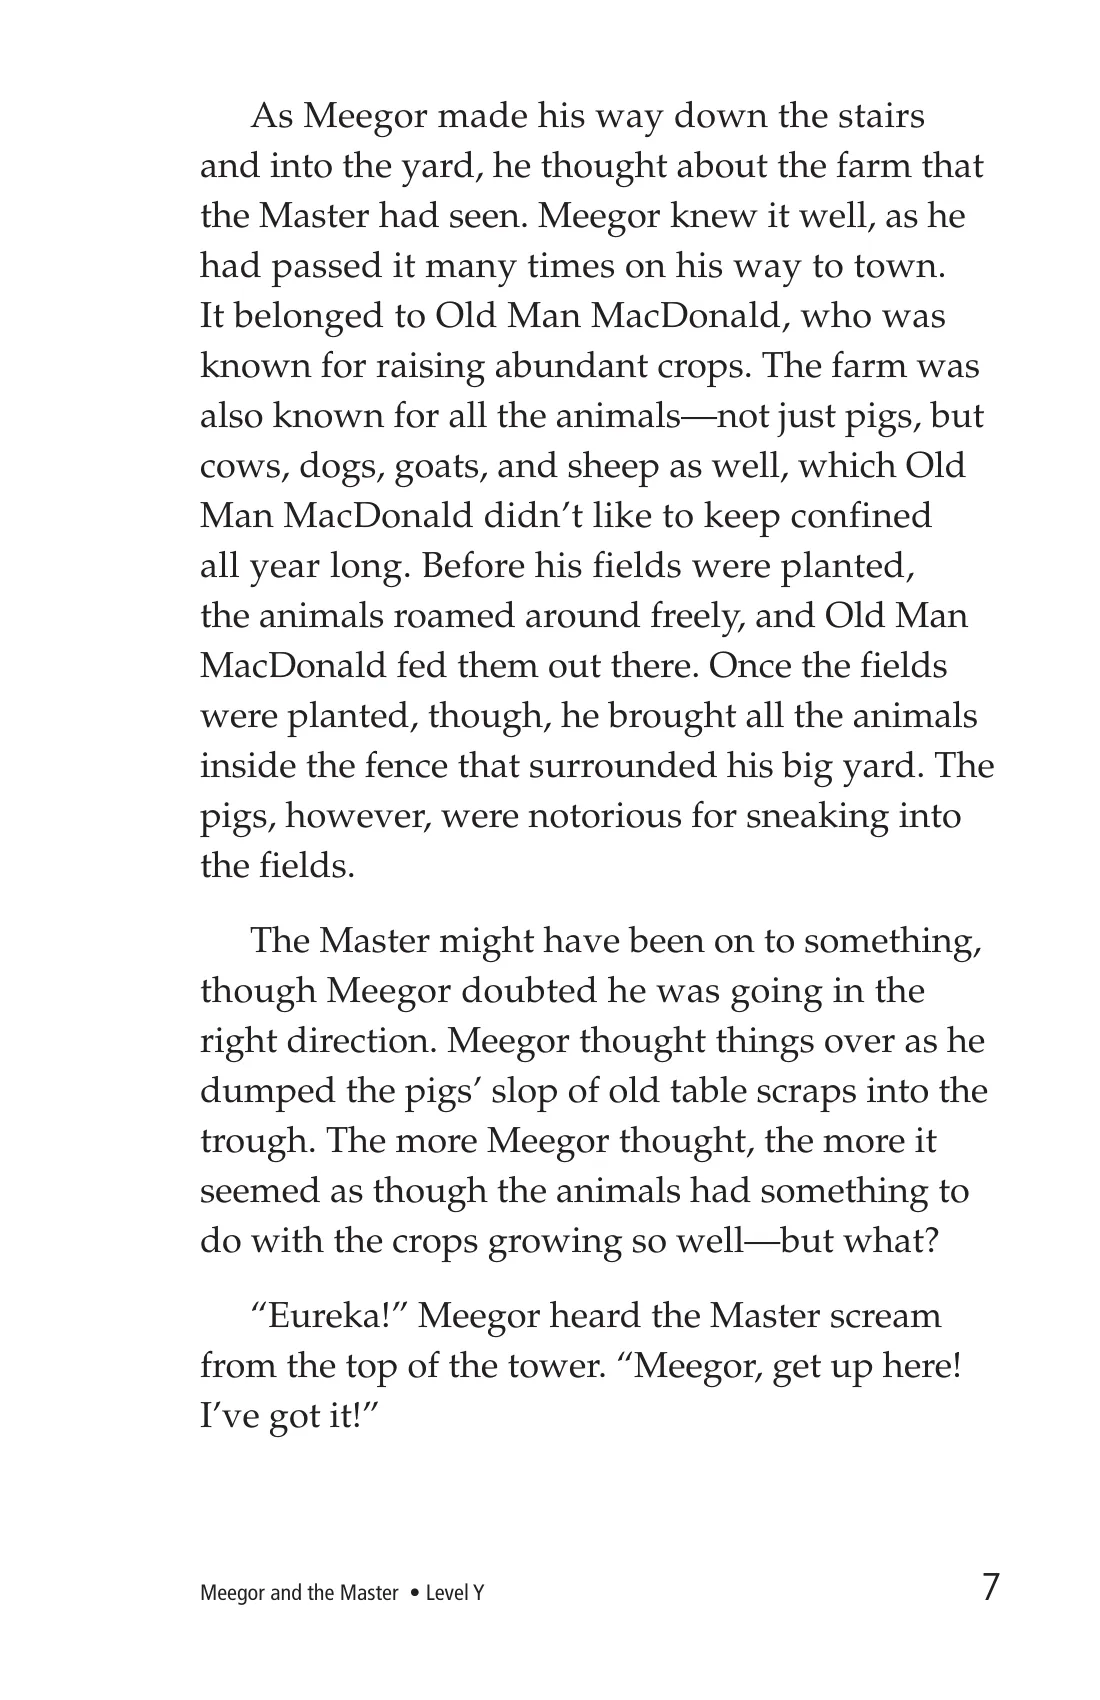 As Meegor made his way down the stairs
and into the yard, he thought about the farm that
the Master had seen. Meegor knew it well, as he
had passed it many times on his way to town.
It belonged to Old Man MacDonald, who was
known for raising abundant crops. The farm was
also known for all the animals—not just pigs, but
cows, dogs, goats, and sheep as well, which Old
Man MacDonald didn’t like to keep confined
all year long. Before his fields were planted,
the animals roamed around freely, and Old Man
MacDonald fed them out there. Once the fields
were planted, though, he brought all the animals
inside the fence that surrounded his big yard. The
pigs, however, were notorious for sneaking into
the fields.
The Master might have been on to something,
though Meegor doubted he was going in the
right direction. Meegor thought things over as he
dumped the pigs’ slop of old table scraps into the
trough. The more Meegor thought, the more it
seemed as though the animals had something to
do with the crops growing so well—but what?
“Eureka!” Meegor heard the Master scream
from the top of the tower. “Meegor, get up here!
I’ve got it!”
Meegor and the Master • Level Y 7